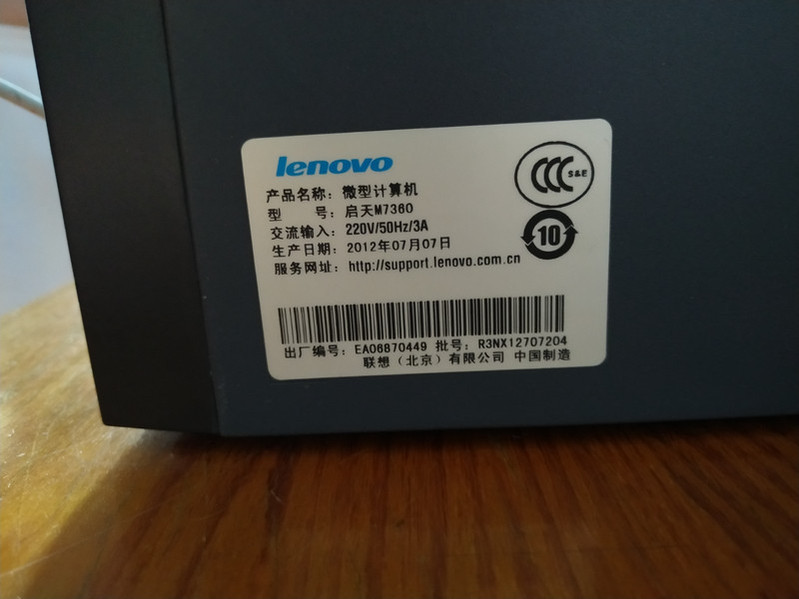 lenovo
产品名称：微型计算机
型　　号：启天M7360
交流输入：220V/50Hz/3A
生产日期：2012年07月07日
服务网址：http://support.lenovo.com.cn
CCC S&E
10
出厂编号：EA06870449 批号：R3NX12707204
联想（北京）有限公司 中国制造